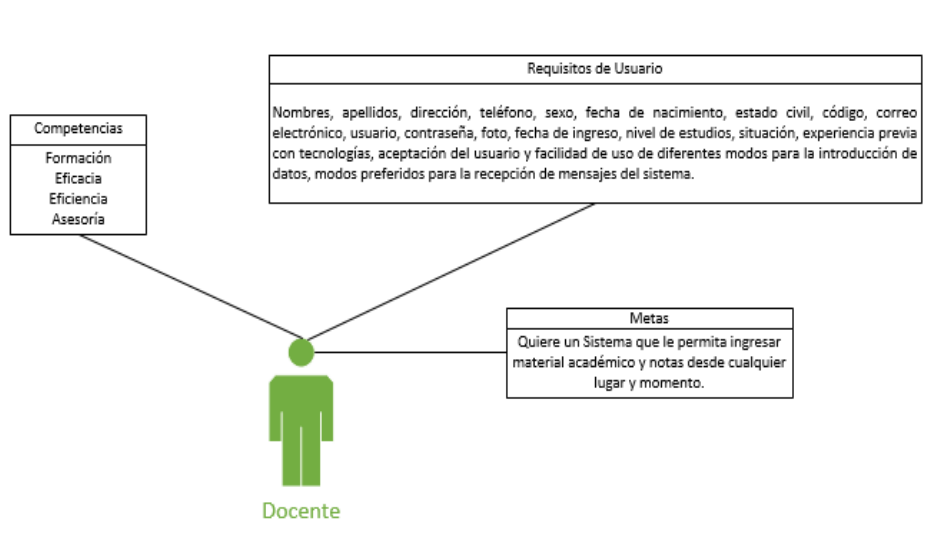 Requisitos de Usuario
Nombres, apellidos, dirección, teléfono, sexo, fecha de nacimiento, estado civil, código, correo
electrónico, usuario, contraseña, foto, fecha de ingreso, nivel de estudios, situación, experiencia previa
con tecnologías, aceptación del usuario y facilidad de uso de diferentes modos para la introducción de
datos, modos preferidos para la recepción de mensajes del sistema.
Competencias
Formación
Eficacia
Eficiencia
Asesoría
Metas
Quiere un Sistema que le permita ingresar
material académico y notas desde cualquier
lugar y momento.
Docente